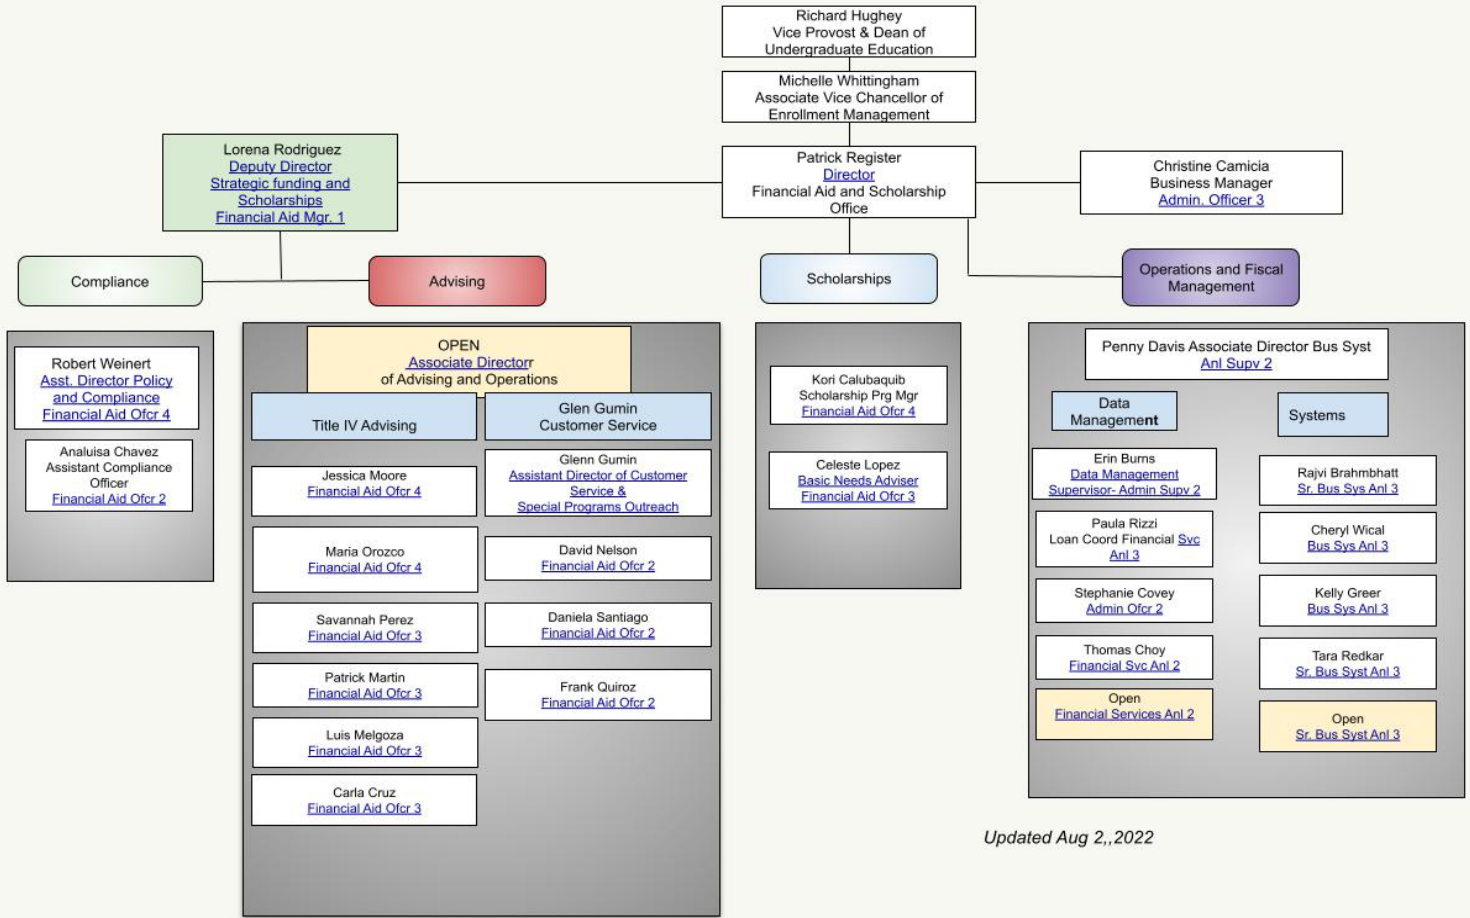 Richard Hughey
Vice Provost & Dean of
Undergraduate Education
Michelle Whittingham
Associate Vice Chancellor of
Enrollment Management
Lorena Rodriguez
Deputy Director
Strategic funding and
Scholarships
Financial Aid Mgr. 1
Patrick Register
Director
Financial Aid and Scholarship
Office
Christine Camicia
Business Manager
Admin. Officer 3
Compliance
Advising
Scholarships
Operations and Fiscal
Management
Robert Weinert
Asst. Director Policy
and Compliance
Financial Aid Ofcr 4
Analuisa Chavez
Assistant Compliance
Officer
Financial Aid Ofcr 2
OPEN
Associate Directorr
of Advising and Operations
Title IV Advising
Jessica Moore
Financial Aid Ofcr 4
Maria Orozco
Financial Aid Ofcr 4
Savannah Perez
Financial Aid Ofcr 3
Patrick Martin
Financial Aid Ofcr 3
Luis Melgoza
Financial Aid Ofcr 3
Carla Cruz
Financial Aid Ofcr 3
Glen Gumin
Customer Service
Glenn Gumin
Assistant Director of Customer
Service &
Special Programs Outreach
David Nelson
Financial Aid Ofcr 2
Daniela Santiago
Financial Aid Ofcr 2
Frank Quiroz
Financial Aid Ofcr 2
Kori Calubaquib
Scholarship Prg Mgr
Financial Aid Ofcr 4
Celeste Lopez
Basic Needs Adviser
Financial Aid Ofcr 3
Penny Davis Associate Director Bus Syst
Anl Supv 2
Data
Management
Erin Burns
Data Management
Supervisor- Admin Supv 2
Paula Rizzi
Loan Coord Financial Svc
Anl 3
Stephanie Covey
Admin Ofcr 2
Thomas Choy
Financial Svc Anl 2
Open
Financial Services Anl 2
Systems
Rajvi Brahmbhatt
Sr. Bus Sys Anl 3
Cheryl Wical
Bus Sys Anl 3
Kelly Greer
Bus Sys Anl 3
Tara Redkar
Sr. Bus Syst Anl 3
Open
Sr. Bus Syst Anl 3
Updated Aug 2,,2022